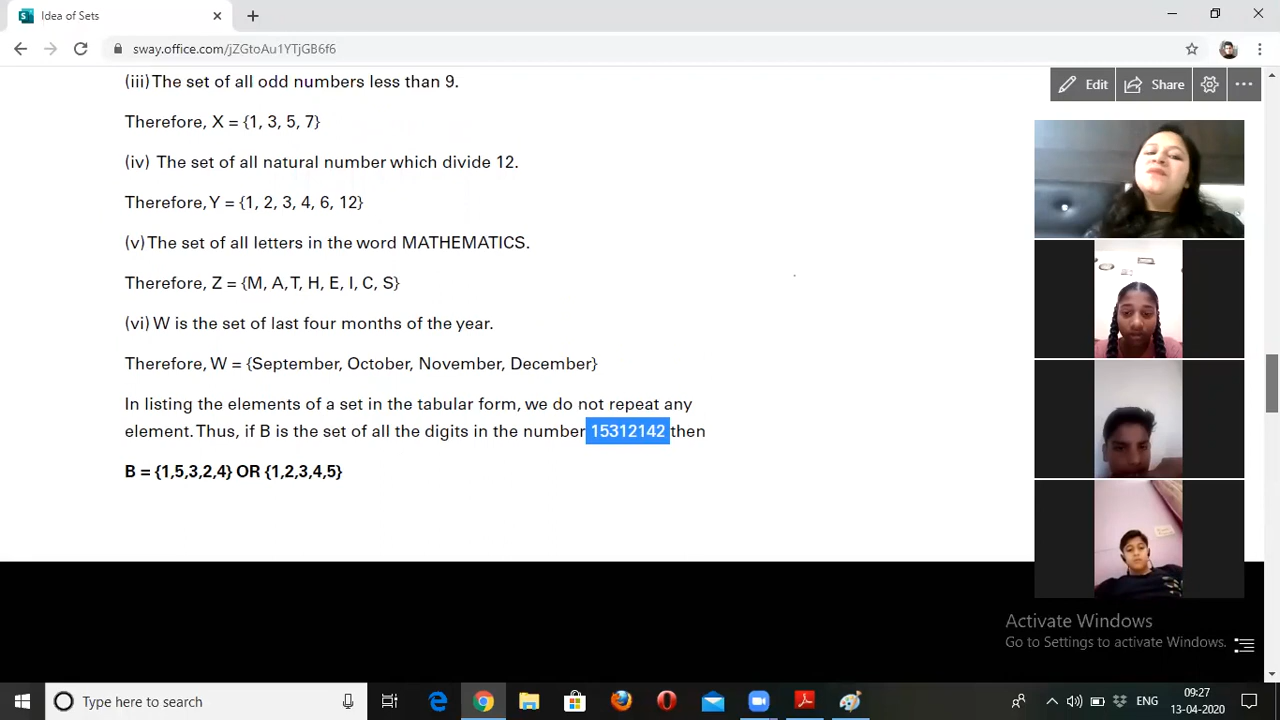 Idea of Sets
sway.office.com/jZGtoAu1YTjGB6f6
Edit
Share
(iii) The set of all odd numbers less than 9.
Therefore, X = {1, 3, 5, 7}
(iv) The set of all natural number which divide 12.
Therefore, Y = {1, 2, 3, 4, 6, 12}
(v) The set of all letters in the word MATHEMATICS.
Therefore, Z = {M, A, T, H, E, I, C, S}
(vi) W is the set of last four months of the year.
Therefore, W = {September, October, November, December}
In listing the elements of a set in the tabular form, we do not repeat any
element. Thus, if B is the set of all the digits in the number 15312142 then
B = {1,5,3,2,4} OR {1,2,3,4,5}
Activate Windows
Go to Settings to activate Windows.
Type here to search
ENG
09:27
13-04-2020